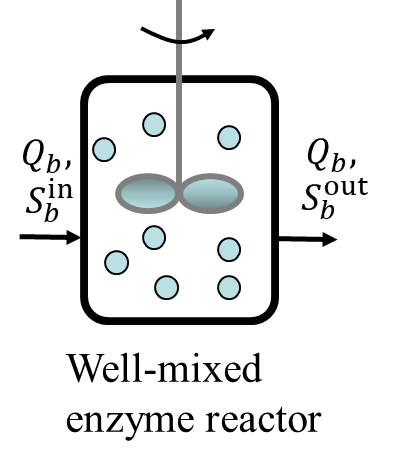 Q_b,
S_b^in
Q_b,
S_b^out
Well-mixed
enzyme reactor